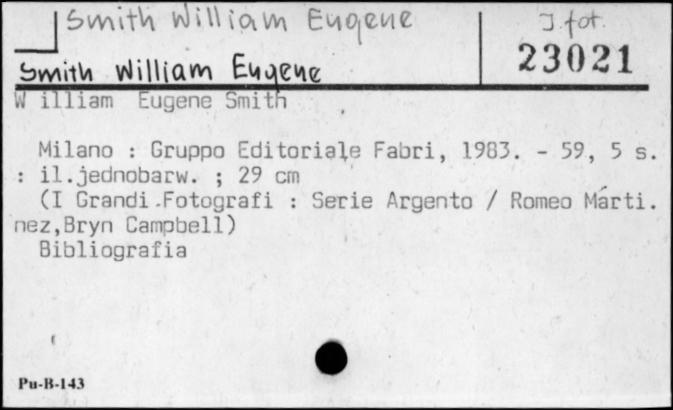 Smith William Eugene
J fot.
23021
Smith William Eugene
W illiam Eugene Smith
Milano : Gruppo Editoriale Fabri, 1983. - 59, 5 s.
: il.jednobarw. ; 29 cm
(I Grandi Fotografi : Serie Argento / Romeo Marti.
nez,Bryn Campbell)
Bibliografia
Pu-B-143